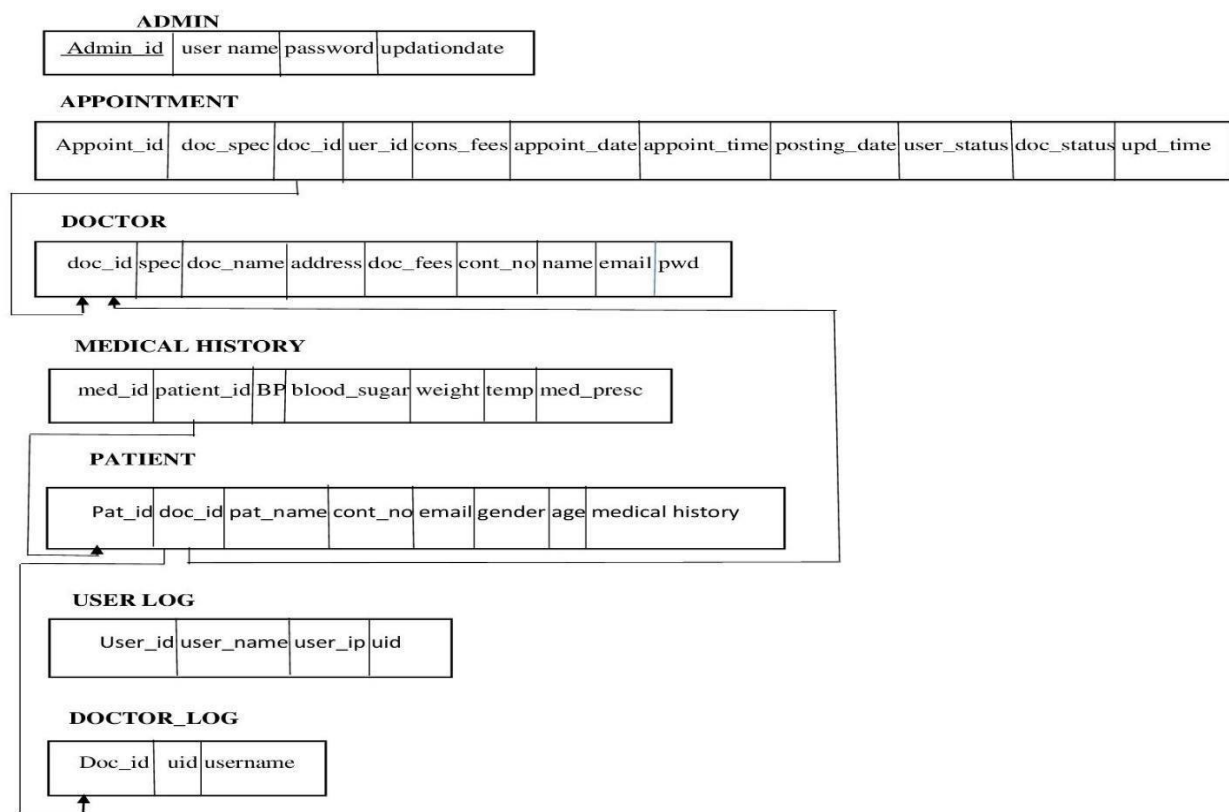 ADMIN
Admin_id user name password updationdate
APPOINTMENT
Appoint_id doc_spec doc_id uer_id cons_fees appoint_date appoint_time posting_date user_status doc_status upd_time
DOCTOR
doc_id spec doc_name address doc_fees cont_no name email pwd
MEDICAL HISTORY
med_id patient_id BP blood_sugar weight temp med_presc
PATIENT
Pat_id doc_id pat_name cont_no email gender age medical history
USER LOG
User_id user_name user_ip uid
DOCTOR_LOG
Doc_id uid username